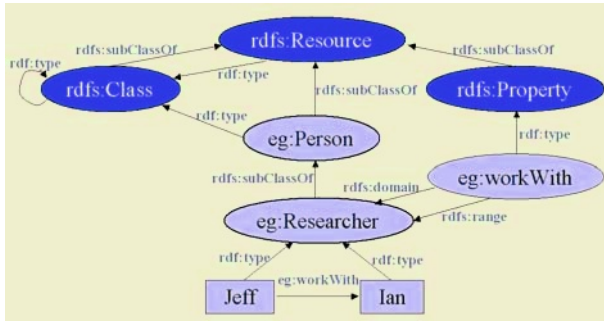 rdfs:Resource
rdfs:subClassOf
rdfs:subClassOf
rdf:type
rdf:type
rdfs:Class
rdfs:Property
rdfs:subClassOf
rdf:type
rdf:type
eg:Person
eg:workWith
rdfs:subClassOf
rdfs:domain
rdfs:range
eg:Researcher
rdf:type
rdf:type
eg:workWith
Jeff
Ian